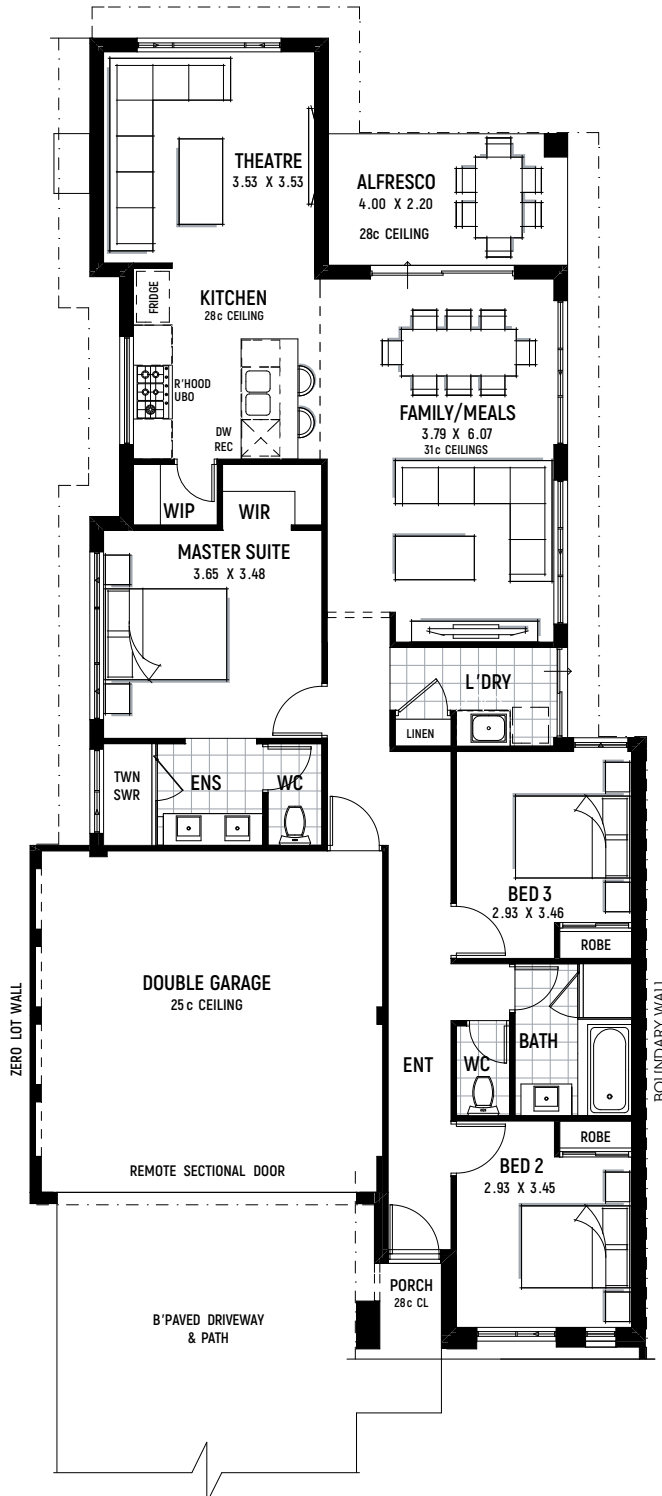 THEATRE
3.53 X 3.53
ALFRESCO
4.00 X 2.20
28c CEILING
FRIDGE
KITCHEN
28c CEILING
R'HOOD
UBO
DW
REC
FAMILY/MEALS
3.79 X 6.07
31c CEILINGS
WIP
WIR
MASTER SUITE
3.65 X 3.48
L'DRY
LINEN
TWN
SWR
ENS
WC
BED 3
2.93 X 3.46
ROBE
DOUBLE GARAGE
25c CEILING
ZERO LOT WALL
BOUNDARY WALL
ENT
WC
BATH
ROBE
REMOTE SECTIONAL DOOR
BED 2
2.93 X 3.45
PORCH
28c CL
B'PAVED DRIVEWAY
& PATH